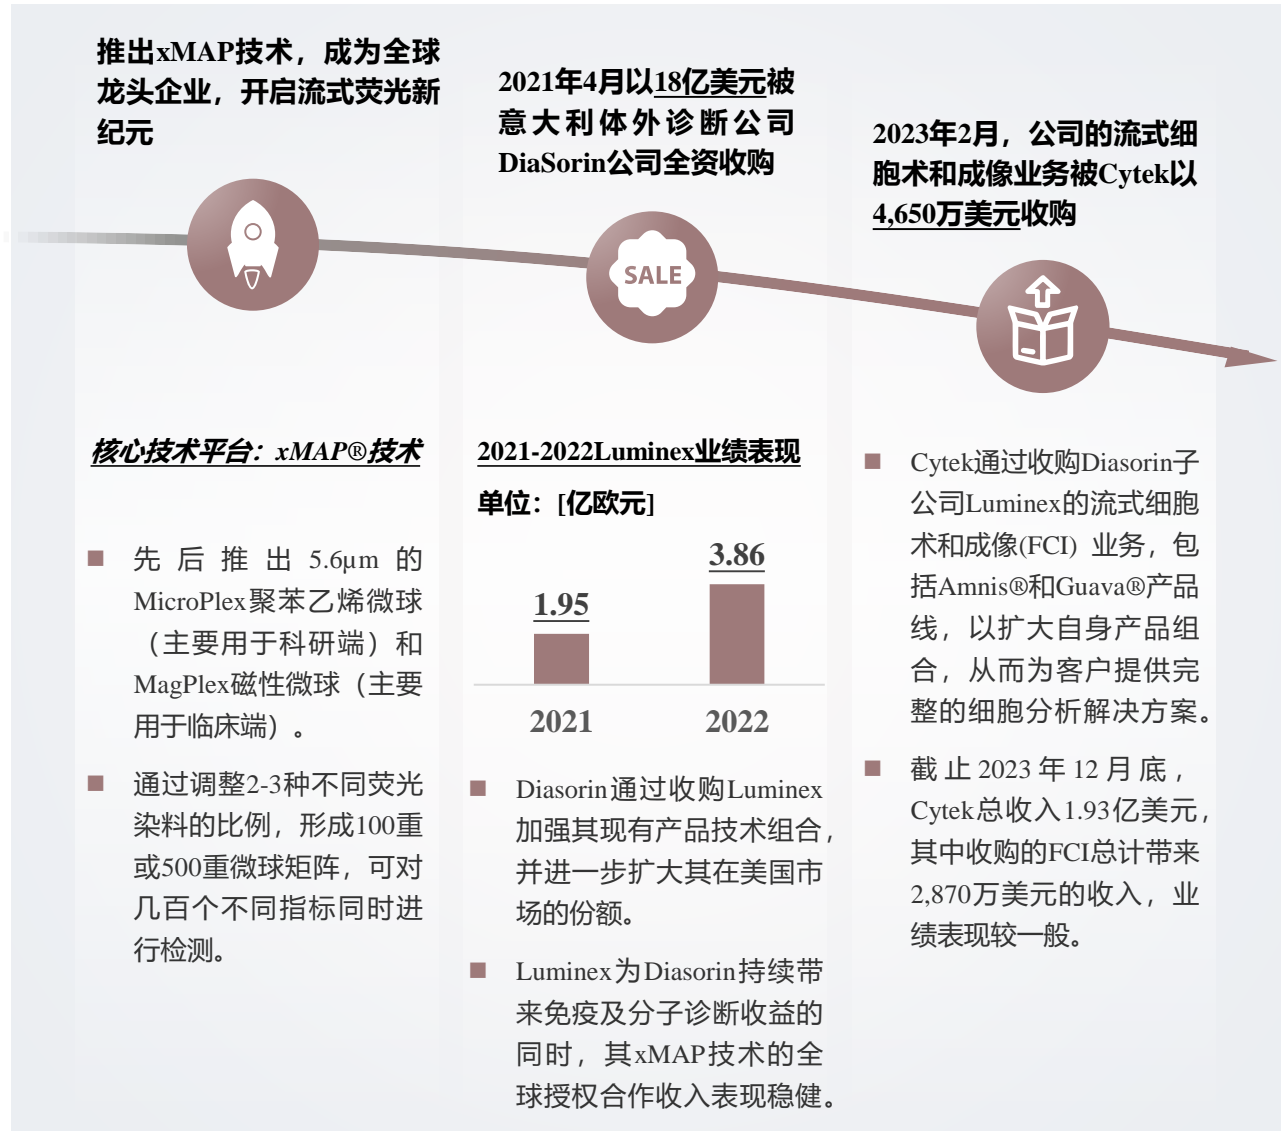 推出xMAP技术，成为全球
龙头企业，开启流式荧光新
纪元
2021年4月以18亿美元被
意大利体外诊断公司
DiaSorin公司全资收购
2023年2月，公司的流式细
胞术和成像业务被Cytek以
4,650万美元收购
SALE
核心技术平台：xMAP®技术
先后推出5.6μm的
MicroPlex聚苯乙烯微球
（主要用于科研端）和
MagPlex磁性微球（主要
用于临床端）。
通过调整2-3种不同荧光
染料的比例，形成100重
或500重微球矩阵，可对
几百个不同指标同时进
行检测。
2021-2022Luminex业绩表现
单位：[亿欧元]
1.95
3.86
2021
2022
Diasorin通过收购Luminex
加强其现有产品技术组合，
并进一步扩大其在美国市
场的份额。
Luminex为Diasorin持续带
来免疫及分子诊断收益的
同时，其xMAP技术的全
球授权合作收入表现稳健。
Cytek通过收购Diasorin子
公司Luminex的流式细胞
术和成像(FCI) 业务，包
括Amnis®和Guava®产品
线，以扩大自身产品组
合，从而为客户提供完
整的细胞分析解决方案。
截止2023年12月底，
Cytek总收入1.93亿美元，
其中收购的FCI总计带来
2,870万美元的收入，业
绩表现较一般。